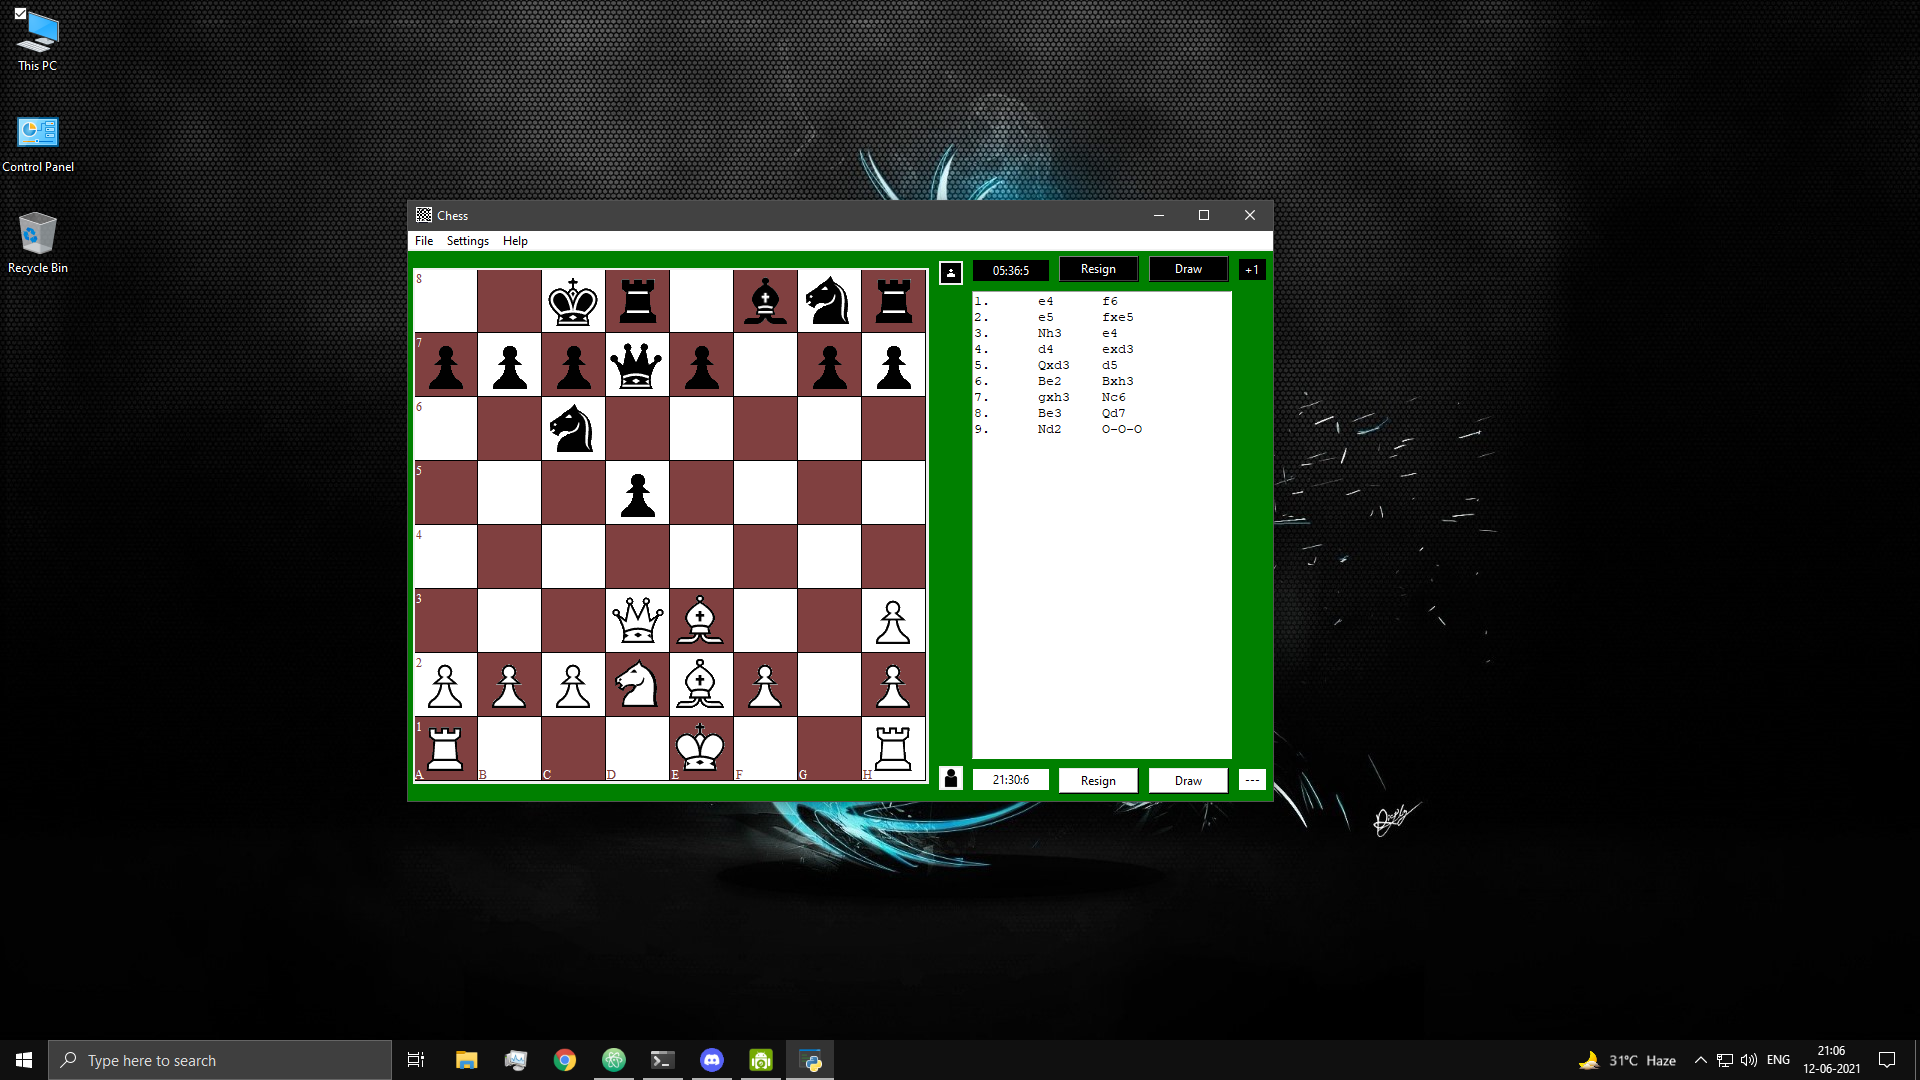 This PC
Control Panel
Recycle Bin
Chess
File Settings Help
05:36:5 Resign Draw +1
8
7
6
5
4
3
2
1
A B C D E F G H
1. e4 f6
2. e5 fxe5
3. Nh3 e4
4. d4 exd3
5. Qxd3 d5
6. Be2 Bxh3
7. gxh3 Nc6
8. Be3 Qd7
9. Nd2 O-O-O
21:30:6 Resign Draw ---
Type here to search
31°C Haze
ENG
21:06
12-06-2021